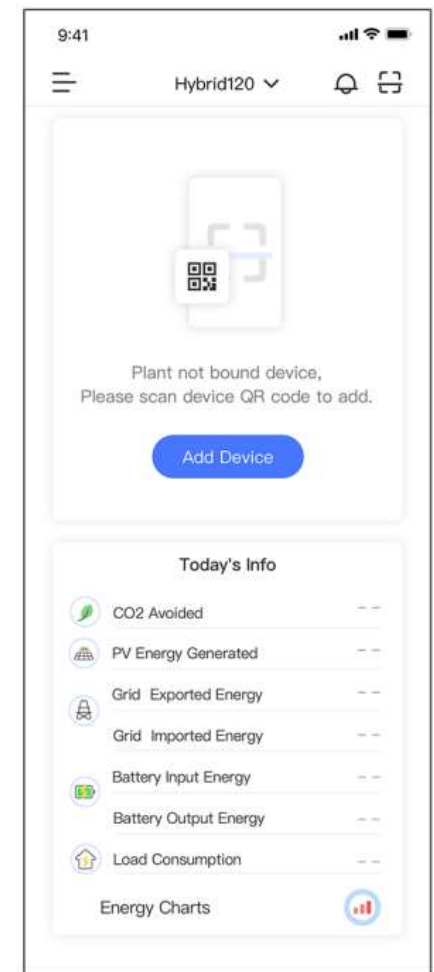 9:41
Hybrid120
Plant not bound device,
Please scan device QR code to add.
Add Device
Today's Info
CO2 Avoided --
PV Energy Generated --
Grid Exported Energy --
Grid Imported Energy --
Battery Input Energy --
Battery Output Energy --
Load Consumption --
Energy Charts